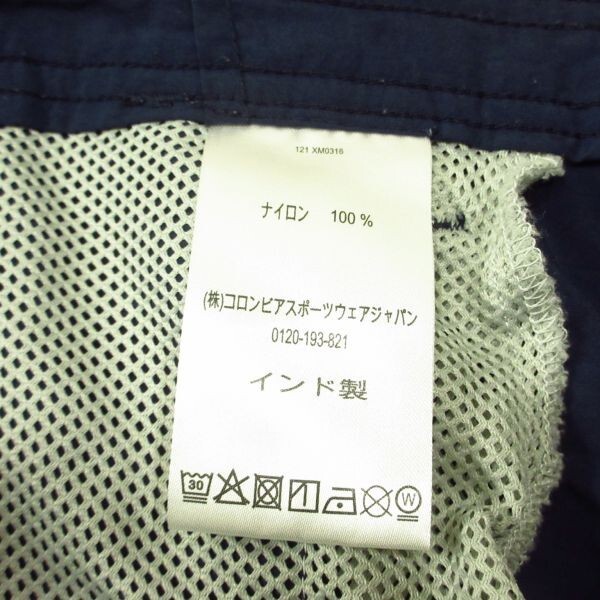 121 XM0316
ナイロン 100 %
(株)コロンビアスポーツウェアジャパン
0120-193-821
インド製
30 W